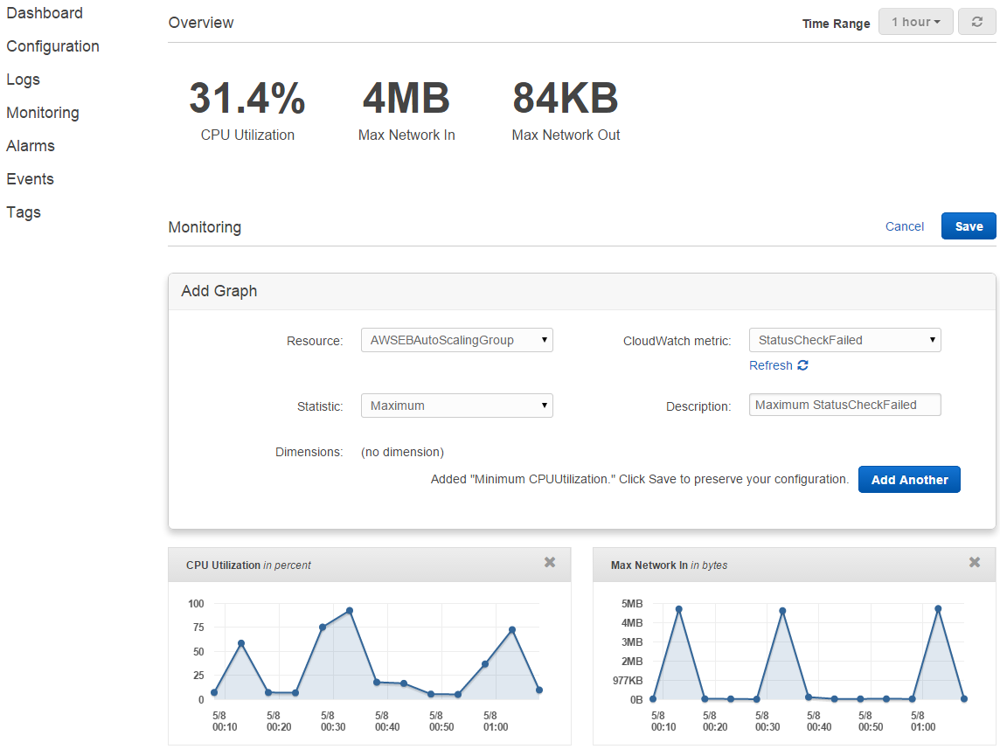 Dashboard
Configuration
Logs
Monitoring
Alarms
Events
Tags
Overview
Time Range 1 hour
31.4% 4MB 84KB
CPU Utilization Max Network In Max Network Out
Monitoring Cancel Save
Add Graph
Resource: AWSEBAutoScalingGroup CloudWatch metric: StatusCheckFailed
Refresh
Statistic: Maximum Description: Maximum StatusCheckFailed
Dimensions: (no dimension)
Added "Minimum CPUUtilization." Click Save to preserve your configuration. Add Another
CPU Utilization in percent
100
75
50
25
0
5/8 5/8 5/8 5/8 5/8 5/8
00:10 00:20 00:30 00:40 00:50 01:00
Max Network In in bytes
5MB
4MB
3MB
2MB
977KB
0B
5/8 5/8 5/8 5/8 5/8 5/8
00:10 00:20 00:30 00:40 00:50 01:00